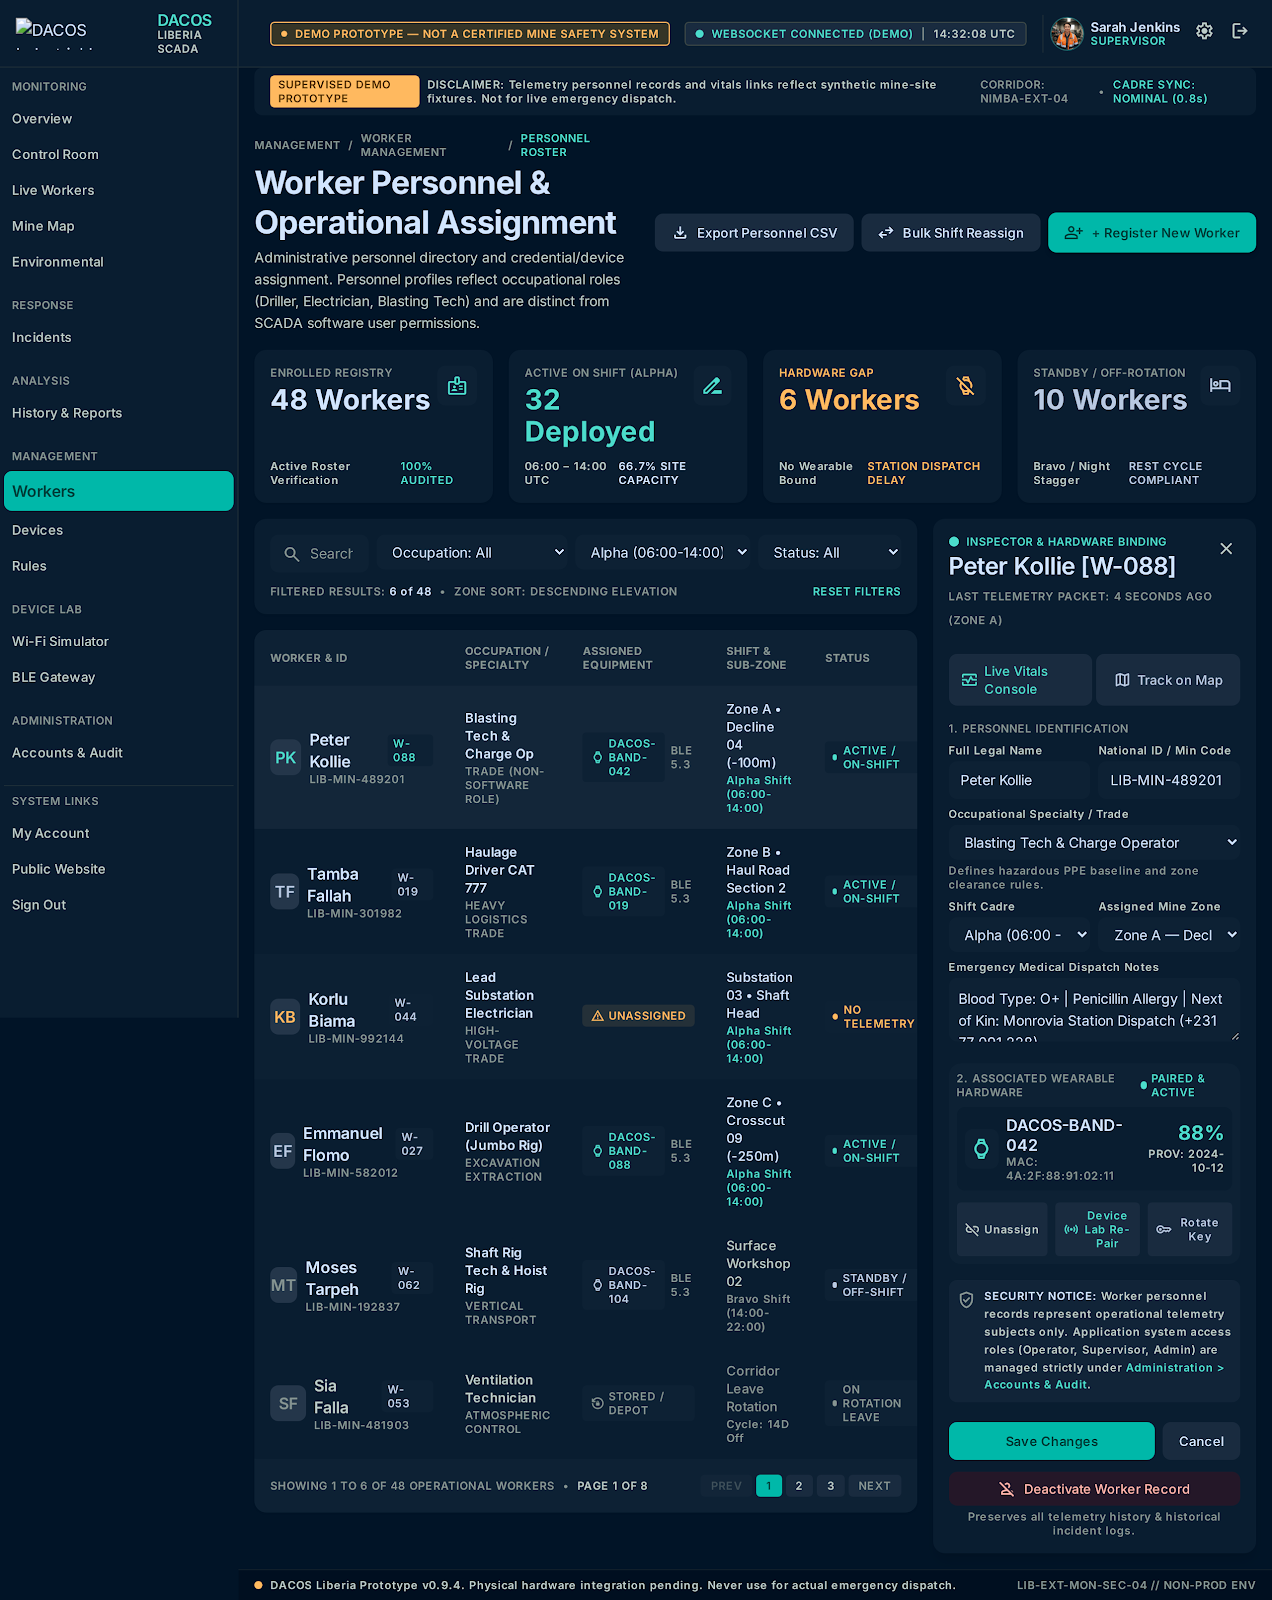 DACOS
DACOS
LIBERIA
SCADA
DEMO PROTOTYPE — NOT A CERTIFIED MINE SAFETY SYSTEM
WEBSOCKET CONNECTED (DEMO) | 14:32:08 UTC
Sarah Jenkins
SUPERVISOR
MONITORING
Overview
Control Room
Live Workers
Mine Map
Environmental
RESPONSE
Incidents
ANALYSIS
History & Reports
MANAGEMENT
Workers
Devices
Rules
DEVICE LAB
Wi-Fi Simulator
BLE Gateway
ADMINISTRATION
Accounts & Audit
SYSTEM LINKS
My Account
Public Website
Sign Out
SUPERVISED DEMO
PROTOTYPE
DISCLAIMER: Telemetry personnel records and vitals links reflect synthetic mine-site
fixtures. Not for live emergency dispatch.
CORRIDOR:
NIMBA-EXT-04
•
CADRE SYNC:
NOMINAL (0.8s)
MANAGEMENT / WORKER
MANAGEMENT
/ PERSONNEL
ROSTER
Worker Personnel &
Operational Assignment
Administrative personnel directory and credential/device
assignment. Personnel profiles reflect occupational roles
(Driller, Electrician, Blasting Tech) and are distinct from
SCADA software user permissions.
Export Personnel CSV
Bulk Shift Reassign
+ Register New Worker
ENROLLED REGISTRY
48 Workers
Active Roster
Verification
100%
AUDITED
ACTIVE ON SHIFT (ALPHA)
32
Deployed
06:00 – 14:00
UTC
66.7% SITE
CAPACITY
HARDWARE GAP
6 Workers
No Wearable
Bound
STATION DISPATCH
DELAY
STANDBY / OFF-ROTATION
10 Workers
Bravo / Night
Stagger
REST CYCLE
COMPLIANT
Search
Occupation: All
Alpha (06:00-14:00)
Status: All
FILTERED RESULTS: 6 of 48 • ZONE SORT: DESCENDING ELEVATION
RESET FILTERS
WORKER & ID
OCCUPATION /
SPECIALTY
ASSIGNED
EQUIPMENT
SHIFT &
SUB-ZONE
STATUS
PK
Peter
Kollie
W-
088
LIB-MIN-489201
Blasting
Tech &
Charge Op
TRADE (NON-
SOFTWARE
ROLE)
DACOS-
BAND-
042
BLE
5.3
Zone A •
Decline
04
(-100m)
Alpha Shift
(06:00-
14:00)
ACTIVE /
ON-SHIFT
TF
Tamba
Fallah
W-
019
LIB-MIN-301982
Haulage
Driver CAT
777
HEAVY
LOGISTICS
TRADE
DACOS-
BAND-
019
BLE
5.3
Zone B •
Haul Road
Section 2
Alpha Shift
(06:00-
14:00)
ACTIVE /
ON-SHIFT
KB
Korlu
Biama
W-
044
LIB-MIN-992144
Lead
Substation
Electrician
HIGH-
VOLTAGE
TRADE
UNASSIGNED
Substation
03 • Shaft
Head
Alpha Shift
(06:00-
14:00)
NO
TELEMETRY
EF
Emmanuel
Flomo
W-
027
LIB-MIN-582012
Drill Operator
(Jumbo Rig)
EXCAVATION
EXTRACTION
DACOS-
BAND-
088
BLE
5.3
Zone C •
Crosscut
09
(-250m)
Alpha Shift
(06:00-
14:00)
ACTIVE /
ON-SHIFT
MT
Moses
Tarpeh
W-
062
LIB-MIN-192837
Shaft Rig
Tech & Hoist
Rig
VERTICAL
TRANSPORT
DACOS-
BAND-
104
BLE
5.3
Surface
Workshop
02
Bravo Shift
(14:00-
22:00)
STANDBY /
OFF-SHIFT
SF
Sia
Falla
W-
053
LIB-MIN-481903
Ventilation
Technician
ATMOSPHERIC
CONTROL
STORED /
DEPOT
Corridor
Leave
Rotation
Cycle: 14D
Off
ON
ROTATION
LEAVE
SHOWING 1 TO 6 OF 48 OPERATIONAL WORKERS • PAGE 1 OF 8
PREV
1
2
3
NEXT
INSPECTOR & HARDWARE BINDING
Peter Kollie [W-088]
LAST TELEMETRY PACKET: 4 SECONDS AGO
(ZONE A)
Live Vitals
Console
Track on Map
1. PERSONNEL IDENTIFICATION
Full Legal Name
National ID / Min Code
Peter Kollie
LIB-MIN-489201
Occupational Specialty / Trade
Blasting Tech & Charge Operator
Defines hazardous PPE baseline and zone
clearance rules.
Shift Cadre
Assigned Mine Zone
Alpha (06:00 -
Zone A — Decl
Emergency Medical Dispatch Notes
Blood Type: O+ | Penicillin Allergy | Next
of Kin: Monrovia Station Dispatch (+231
77 091 238)
2. ASSOCIATED WEARABLE
HARDWARE
PAIRED &
ACTIVE
DACOS-BAND-
042
MAC:
4A:2F:88:91:02:11
88%
PROV: 2024-
10-12
Unassign
Device
Lab Re-
Pair
Rotate
Key
SECURITY NOTICE: Worker personnel
records represent operational telemetry
subjects only. Application system access
roles (Operator, Supervisor, Admin) are
managed strictly under Administration >
Accounts & Audit.
Save Changes
Cancel
Deactivate Worker Record
Preserves all telemetry history & historical
incident logs.
DACOS Liberia Prototype v0.9.4. Physical hardware integration pending. Never use for actual emergency dispatch.
LIB-EXT-MON-SEC-04 // NON-PROD ENV